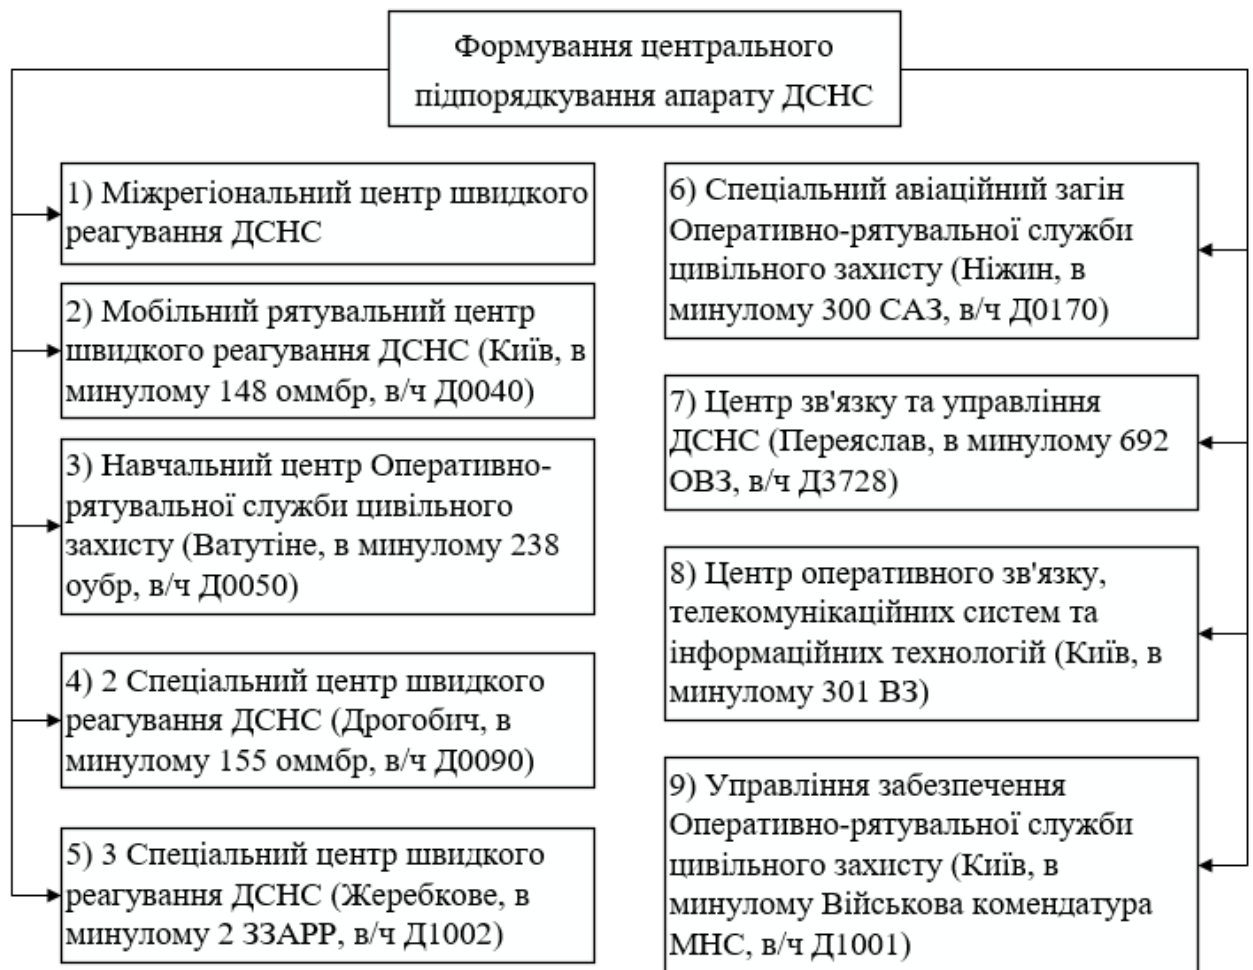 Формування центрального
підпорядкування апарату ДСНС
1) Міжрегіональний центр швидкого
реагування ДСНС
2) Мобільний рятувальний центр
швидкого реагування ДСНС (Київ, в
минулому 148 оммбр, в/ч Д0040)
3) Навчальний центр Оперативно-
рятувальної служби цивільного
захисту (Ватутіне, в минулому 238
оубр, в/ч Д0050)
4) 2 Спеціальний центр швидкого
реагування ДСНС (Дрогобич, в
минулому 155 оммбр, в/ч Д0090)
5) 3 Спеціальний центр швидкого
реагування ДСНС (Жеребкове, в
минулому 2 ЗЗАРР, в/ч Д1002)
6) Спеціальний авіаційний загін
Оперативно-рятувальної служби
цивільного захисту (Ніжин, в
минулому 300 САЗ, в/ч Д0170)
7) Центр зв'язку та управління
ДСНС (Переяслав, в минулому 692
ОВЗ, в/ч Д3728)
8) Центр оперативного зв'язку,
телекомунікаційних систем та
інформаційних технологій (Київ, в
минулому 301 ВЗ)
9) Управління забезпечення
Оперативно-рятувальної служби
цивільного захисту (Київ, в
минулому Військова комендатура
МНС, в/ч Д1001)